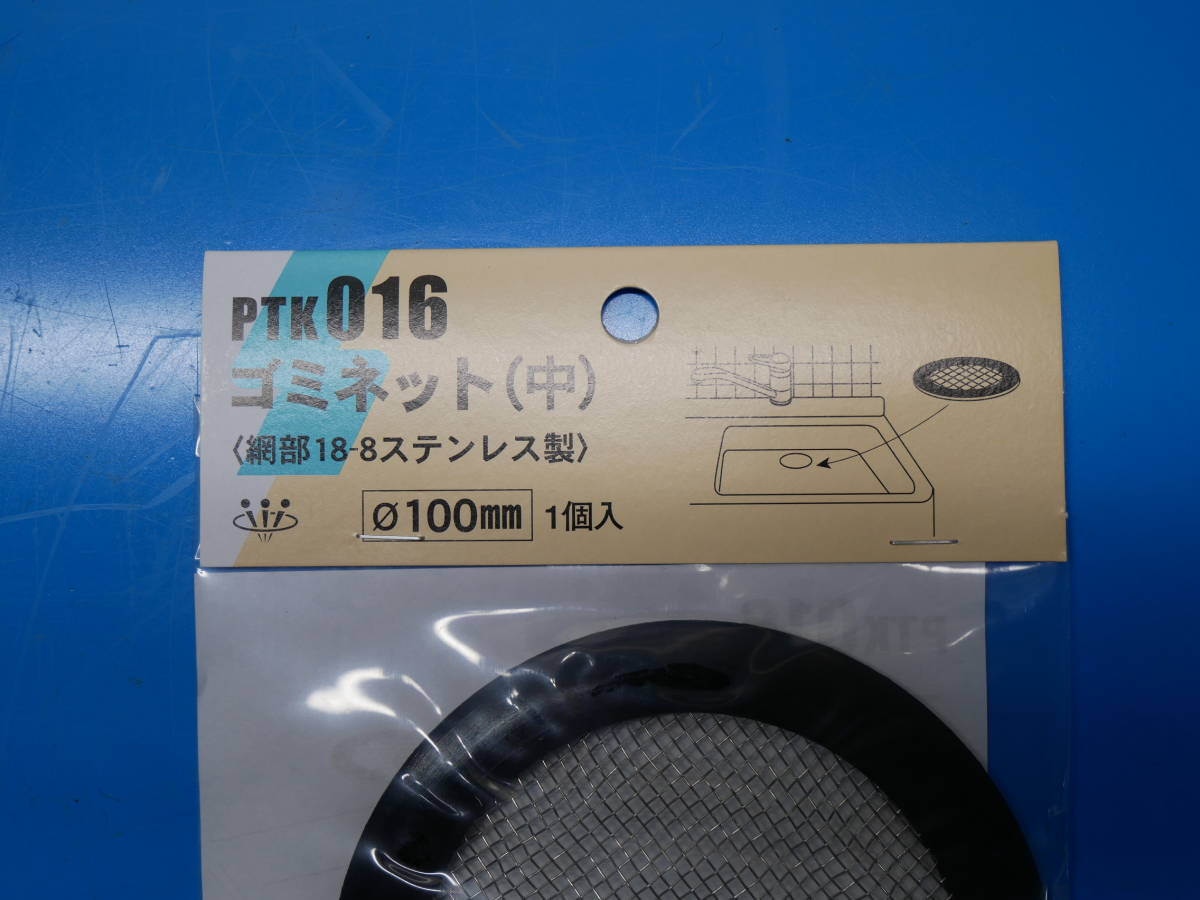 PTK016
ゴミネット（中）
〈網部18-8ステンレス製〉
Ø100㎜ 1個入